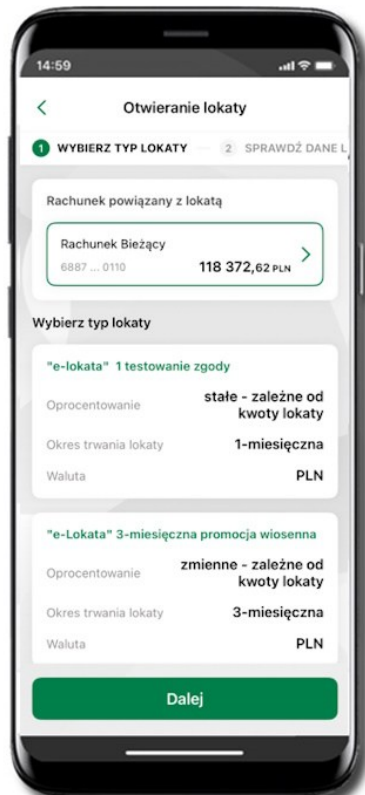 14:59
Otwieranie lokaty
1 WYBIERZ TYP LOKATY 2 SPRAWDŹ DANE L
Rachunek powiązany z lokatą
Rachunek Bieżący
6887 ... 0110 118 372,62 PLN
Wybierz typ lokaty
"e-lokata" 1 testowanie zgody
Oprocentowanie stałe - zależne od
kwoty lokaty
Okres trwania lokaty 1-miesięczna
Waluta PLN
"e-Lokata" 3-miesięczna promocja wiosenna
Oprocentowanie zmienne - zależne od
kwoty lokaty
Okres trwania lokaty 3-miesięczna
Waluta PLN
Dalej